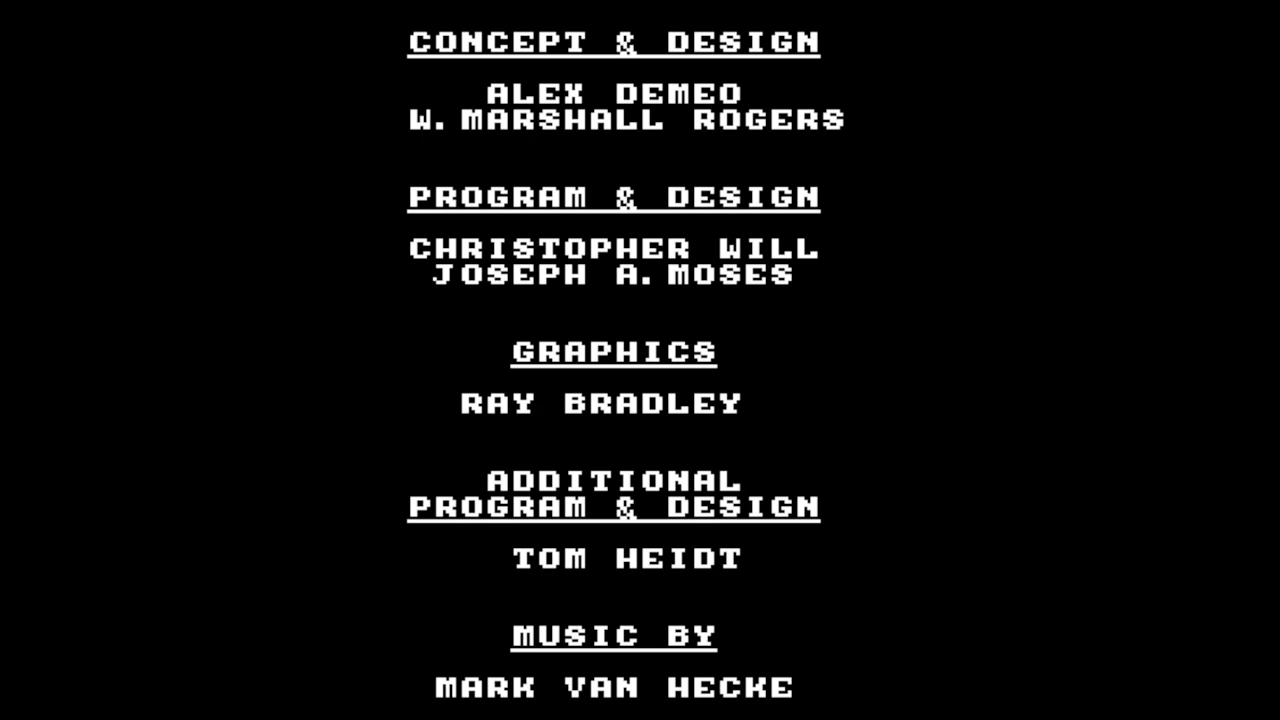 CONCEPT & DESIGN
ALEX DEMEO
W. MARSHALL ROGERS
PROGRAM & DESIGN
CHRISTOPHER WILL
JOSEPH A. MOSES
GRAPHICS
RAY BRADLEY
ADDITIONAL
PROGRAM & DESIGN
TOM HEIDT
MUSIC BY
MARK VAN HECKE